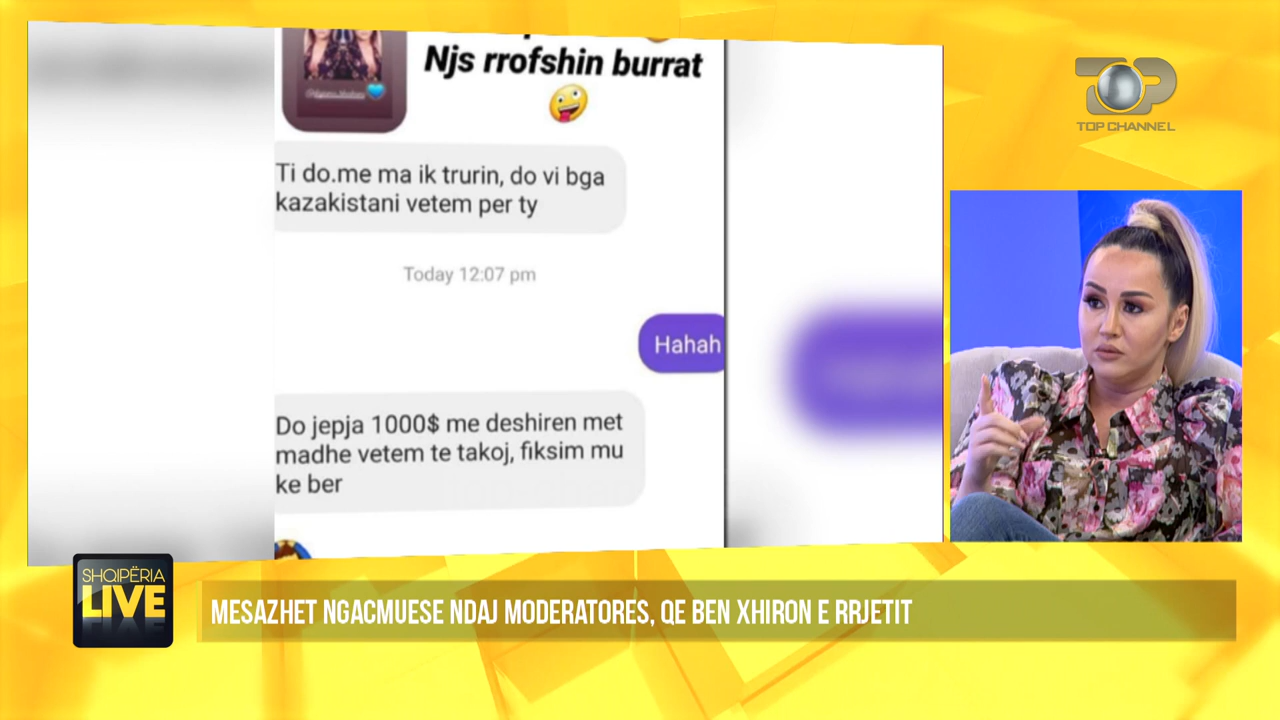 Njs rrofshin burrat
TOP CHANNEL
Ti do.me ma ik trurin, do vi bga
kazakistani vetem per ty
Today 12:07 pm
Hahah
Do jepja 1000$ me deshiren met
madhe vetem te takoj, fiksim mu
ke ber
SHQIPËRIA
LIVE
MESAZHET NGACMUESE NDAJ MODERATORES, QE BEN XHIRON E RRJETIT